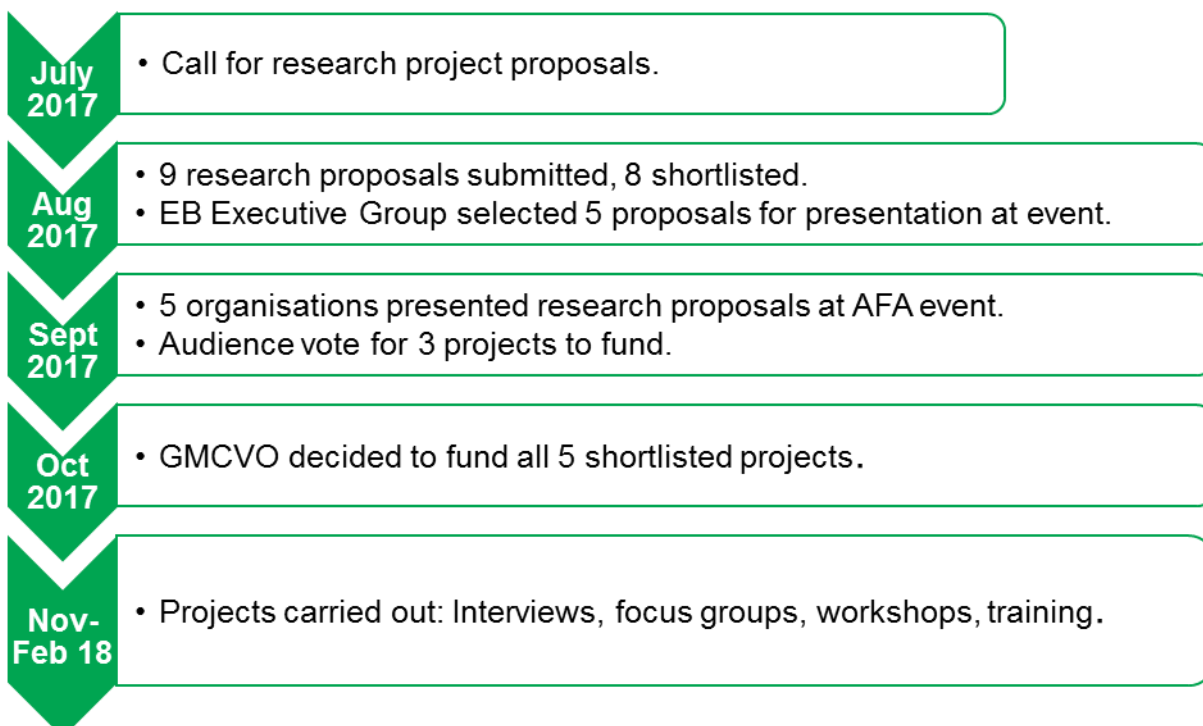 July
2017
• Call for research project proposals.
Aug
2017
• 9 research proposals submitted, 8 shortlisted.
• EB Executive Group selected 5 proposals for presentation at event.
Sept
2017
• 5 organisations presented research proposals at AFA event.
• Audience vote for 3 projects to fund.
Oct
2017
• GMCVO decided to fund all 5 shortlisted projects.
Nov-
Feb 18
• Projects carried out: Interviews, focus groups, workshops, training.